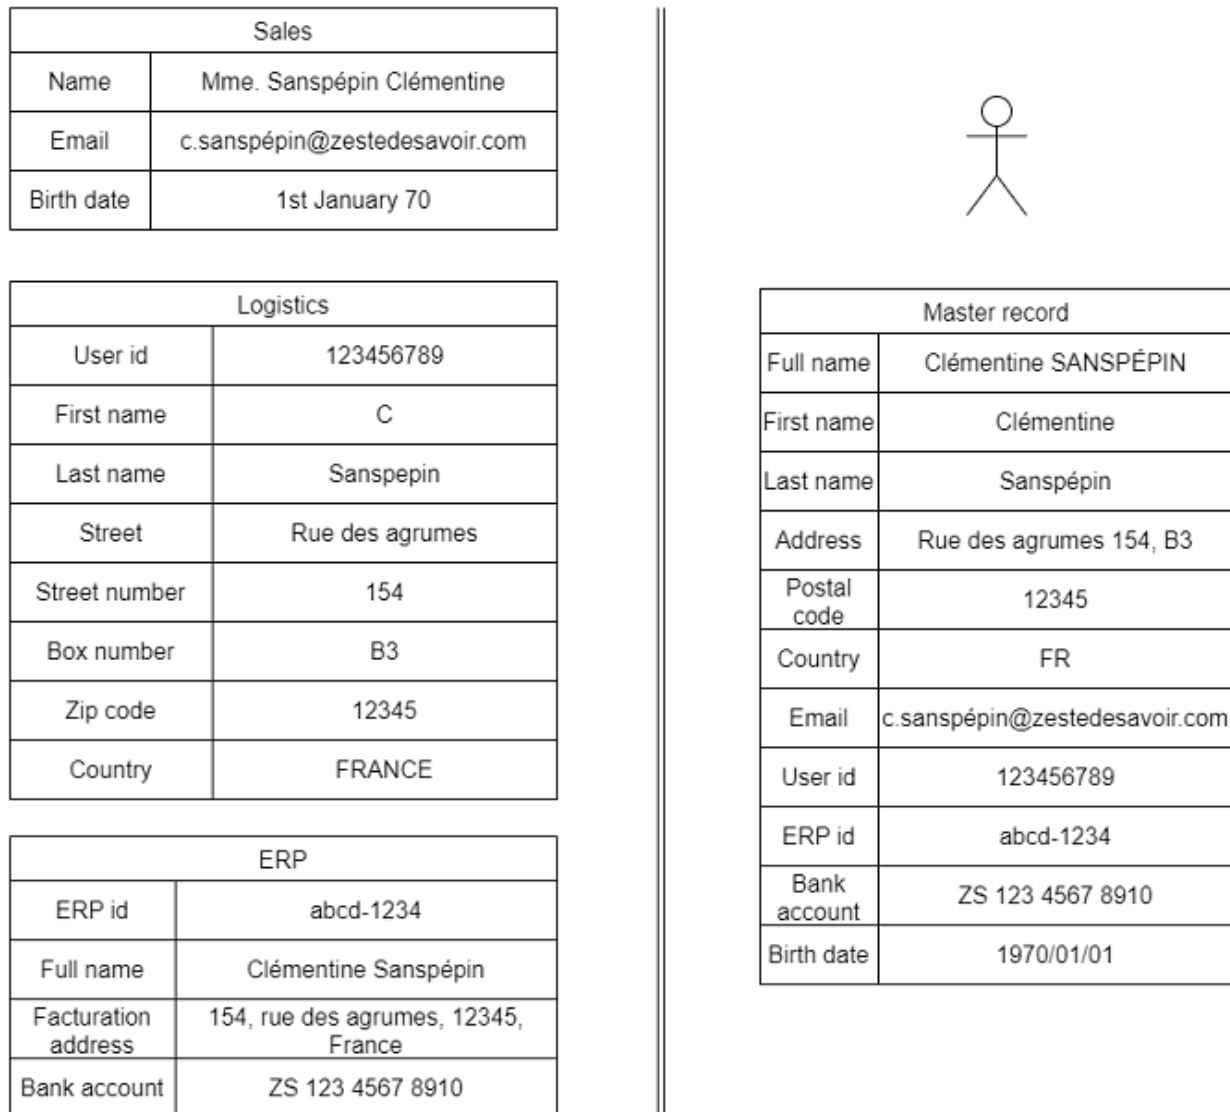 Sales
Name Mme. Sanspépin Clémentine
Email c.sanspépin@zestedesavoir.com
Birth date 1st January 70
Logistics
User id 123456789
First name C
Last name Sanspepin
Street Rue des agrumes
Street number 154
Box number B3
Zip code 12345
Country FRANCE
ERP
ERP id abcd-1234
Full name Clémentine Sanspépin
Facturation
address
154, rue des agrumes, 12345,
France
Bank account ZS 123 4567 8910
Master record
Full name Clémentine SANSPÉPIN
First name Clémentine
Last name Sanspépin
Address Rue des agrumes 154, B3
Postal
code
12345
Country FR
Email c.sanspépin@zestedesavoir.com
User id 123456789
ERP id abcd-1234
Bank
account
ZS 123 4567 8910
Birth date 1970/01/01